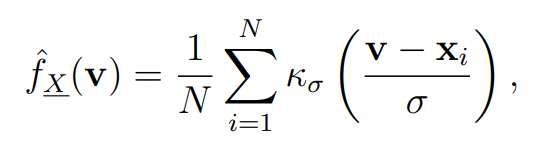 $$\hat{f}_{\underline{X}}(\mathbf{v}) = \frac{1}{N} \sum_{i=1}^{N} \kappa_{\sigma} \left( \frac{\mathbf{v} - \mathbf{x}_i}{\sigma} \right),$$